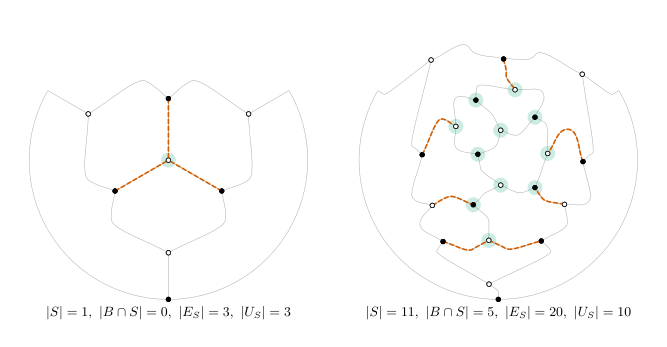 |S| = 1, |B ∩ S| = 0, |E_S| = 3, |U_S| = 3
|S| = 11, |B ∩ S| = 5, |E_S| = 20, |U_S| = 10